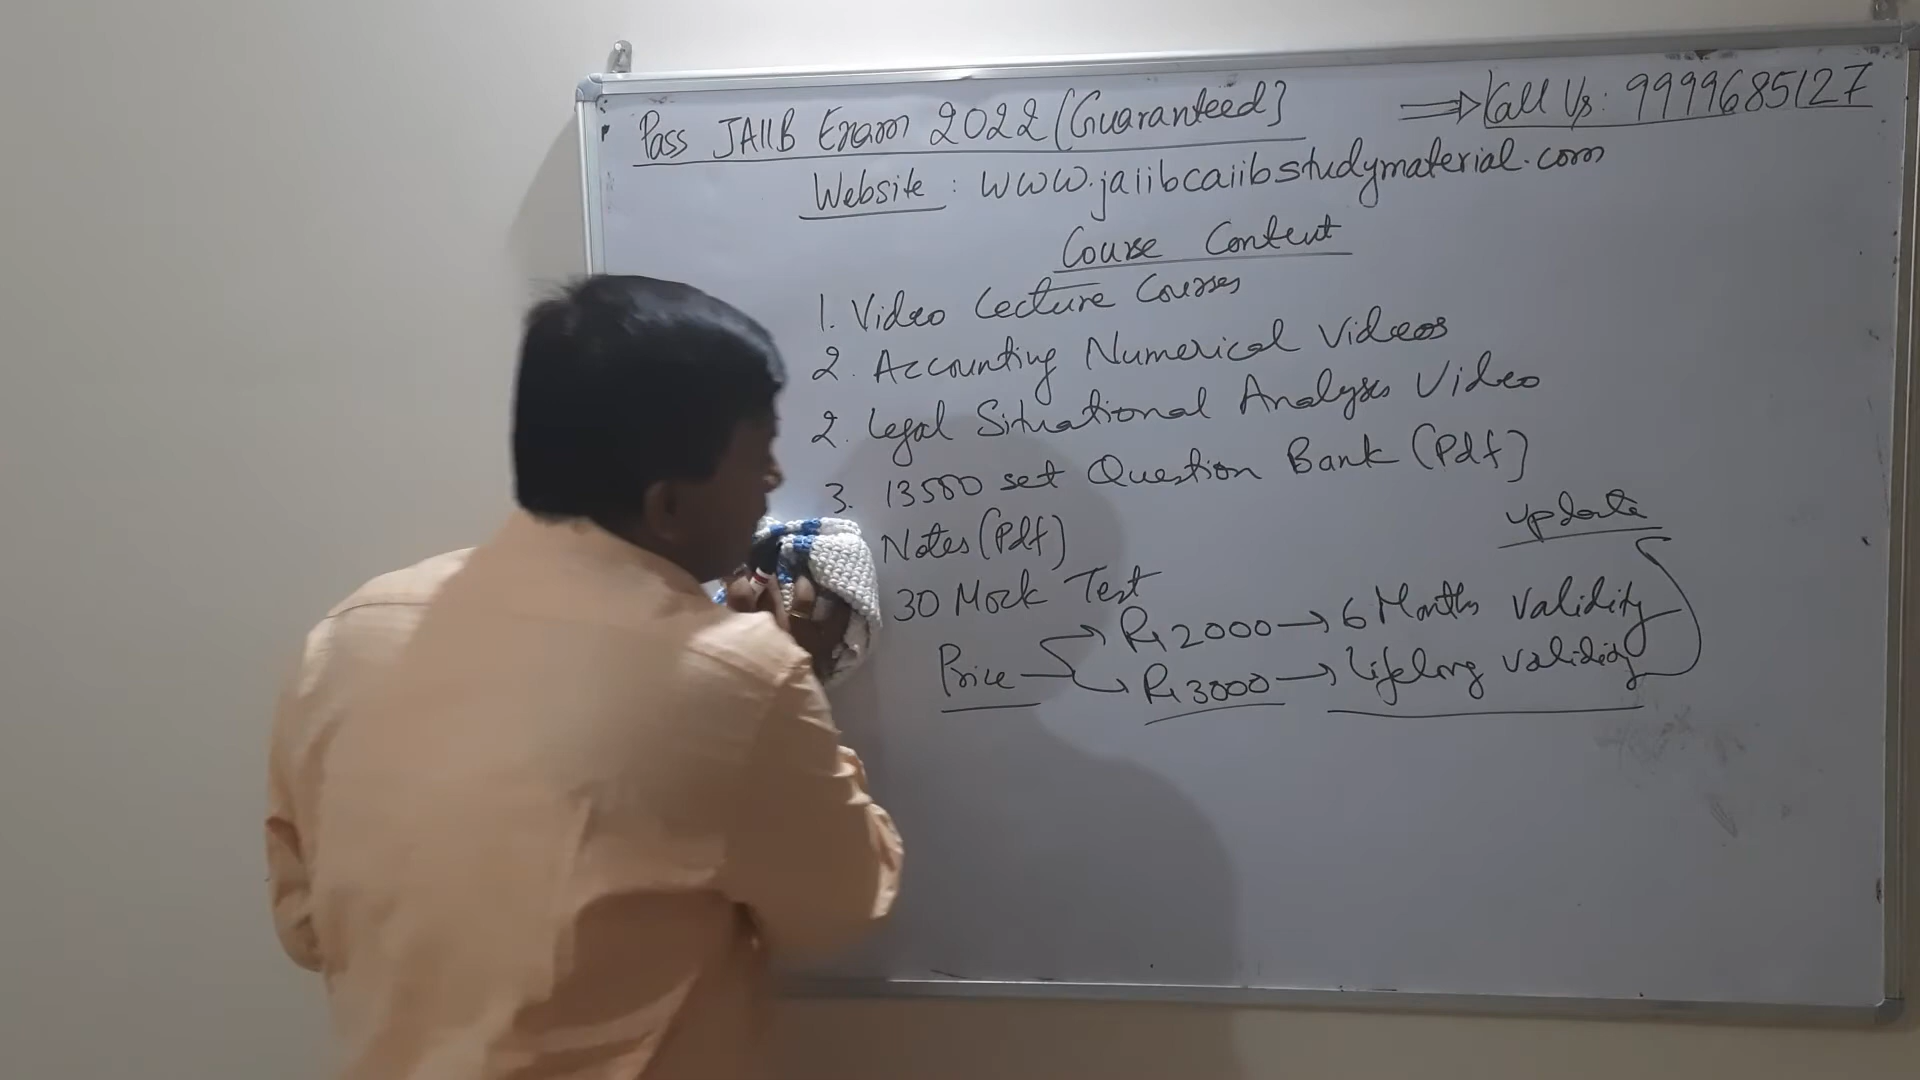 Pass JAIIB Exam 2022 (Guaranteed)
⇒ Call Us: 9999685127
Website: www.jaiibcaiibstudymaterial.com
Course Content
1. Video Lecture Courses
2. Accounting Numerical Videos
2. Legal Situational Analysis Video
3. 13500 set Question Bank (Pdf)
Notes (Pdf)
update
30 Mock Test
Price → Rs 2000 → 6 Months Validity
→ Rs 3000 → Lifelong validity